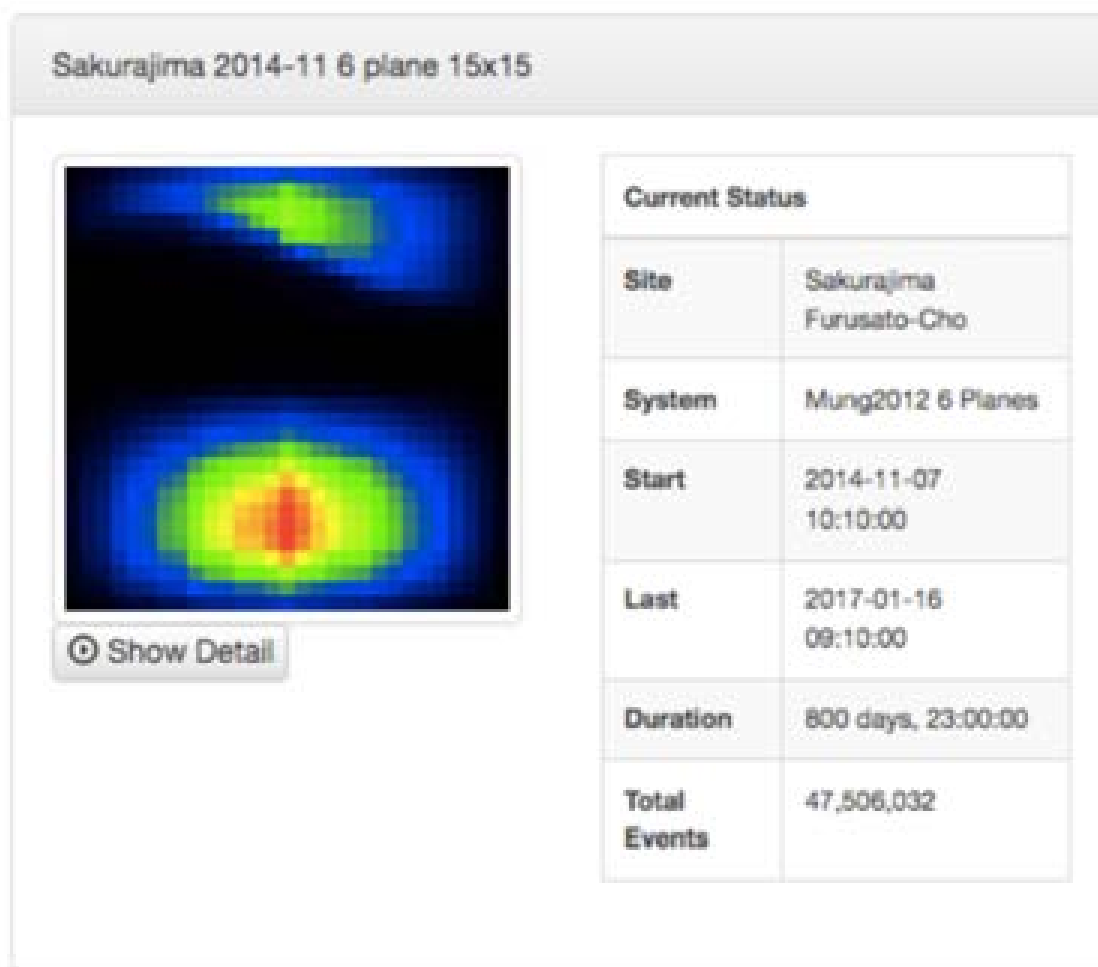 Sakurajima 2014-11 6 plane 15x15
Show Detail
Current Status
Site
Sakurajima
Furusato-Cho
System
Mung2012 6 Planes
Start
2014-11-07
10:10:00
Last
2017-01-16
09:10:00
Duration
800 days, 23:00:00
Total
Events
47,506,032